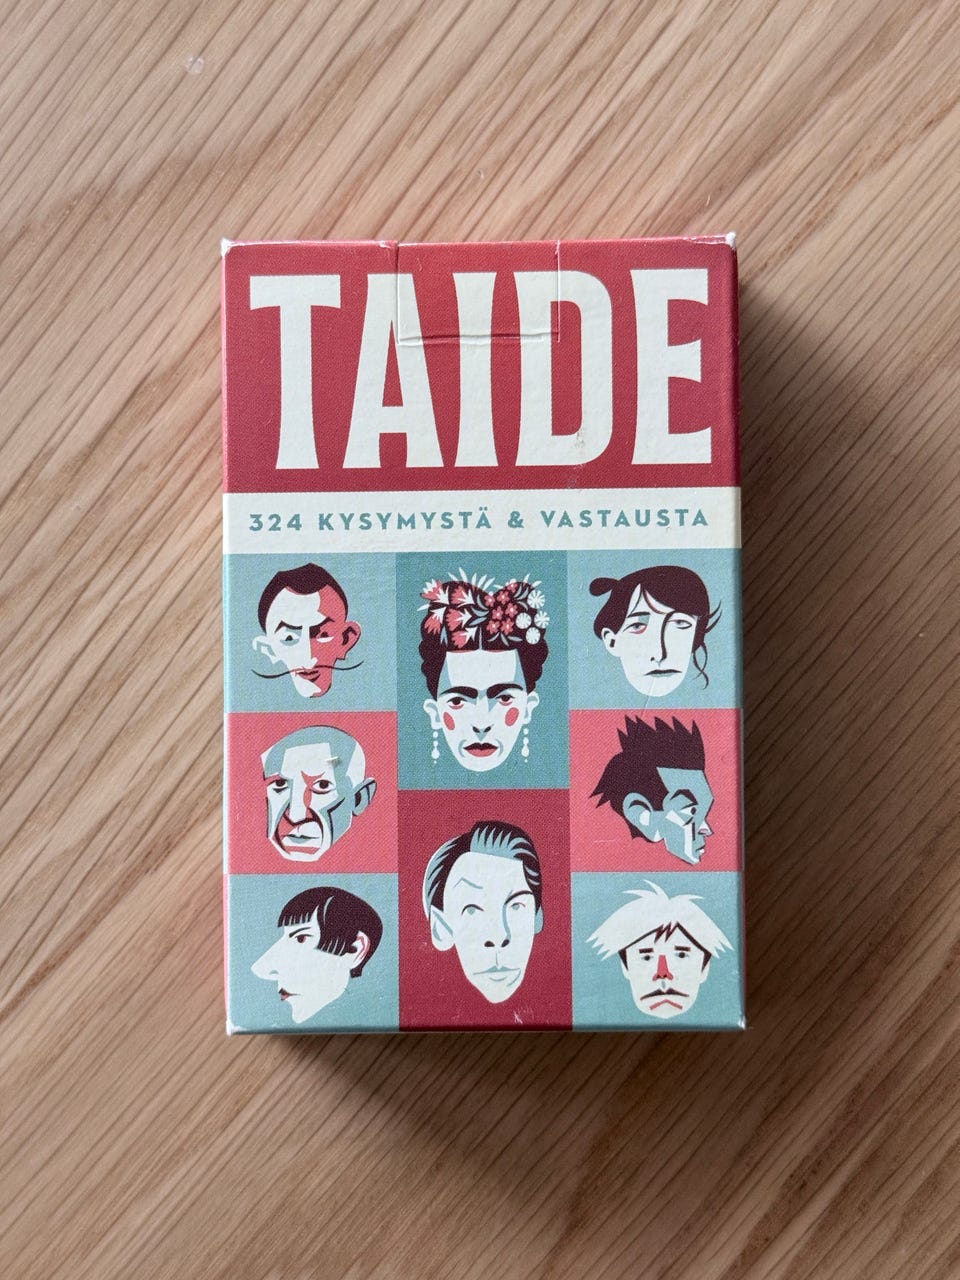 TAIDE
324 KYSYMYSTÄ & VASTAUSTA